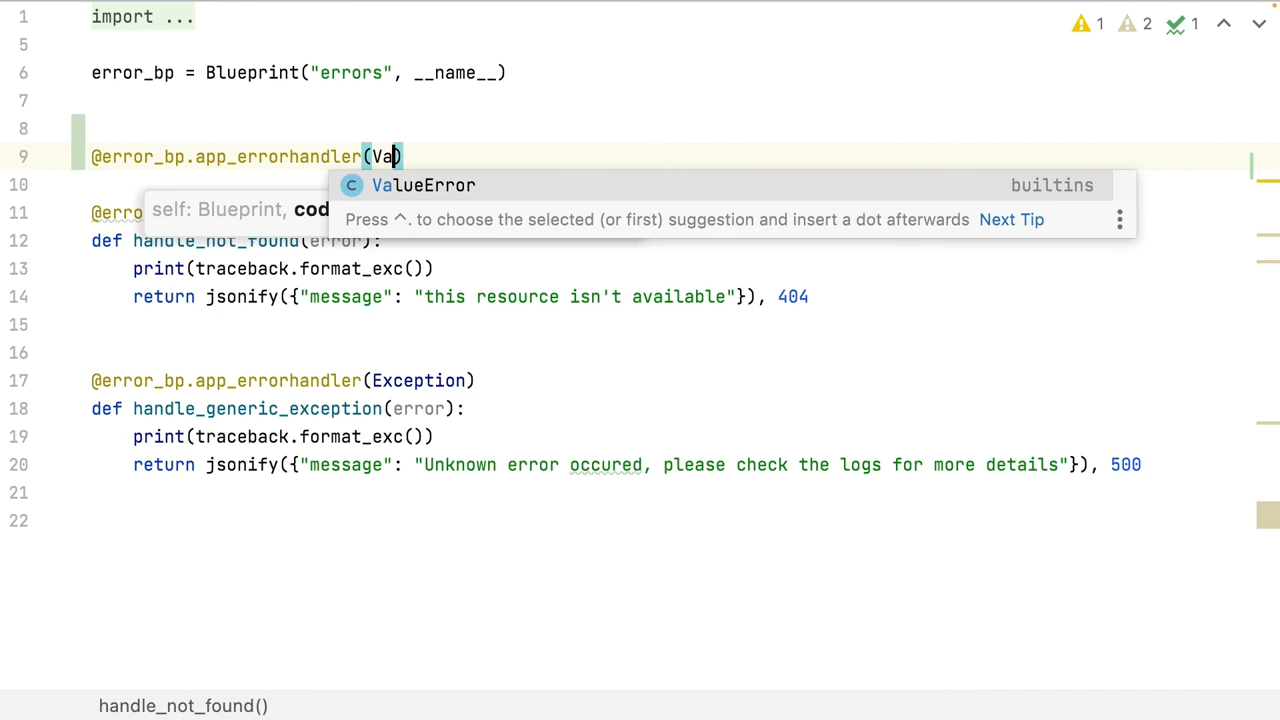 1 import ...
5
6 error_bp = Blueprint("errors", __name__)
7
8
9 @error_bp.app_errorhandler(Va)
ValueError builtins
Press ^. to choose the selected (or first) suggestion and insert a dot afterwards Next Tip
self: Blueprint, cod
10
11 @erro
12 def handle_not_found(error):
13 print(traceback.format_exc())
14 return jsonify({"message": "this resource isn't available"}), 404
15
16
17 @error_bp.app_errorhandler(Exception)
18 def handle_generic_exception(error):
19 print(traceback.format_exc())
20 return jsonify({"message": "Unknown error occured, please check the logs for more details"}), 500
21
22
handle_not_found()
1 2 1